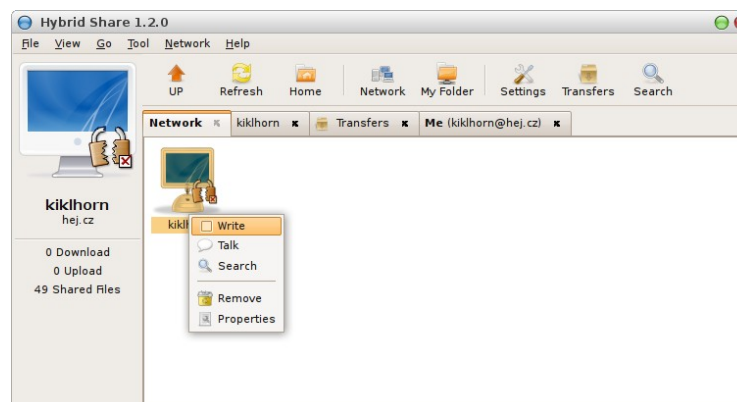 Hybrid Share 1.2.0
File View Go Tool Network Help
UP Refresh Home Network My Folder Settings Transfers Search
Network kiklhorn Transfers Me (kiklhorn@hej.cz)
kiklhorn
hej.cz
0 Download
0 Upload
49 Shared Files
Write
Talk
Search
Remove
Properties